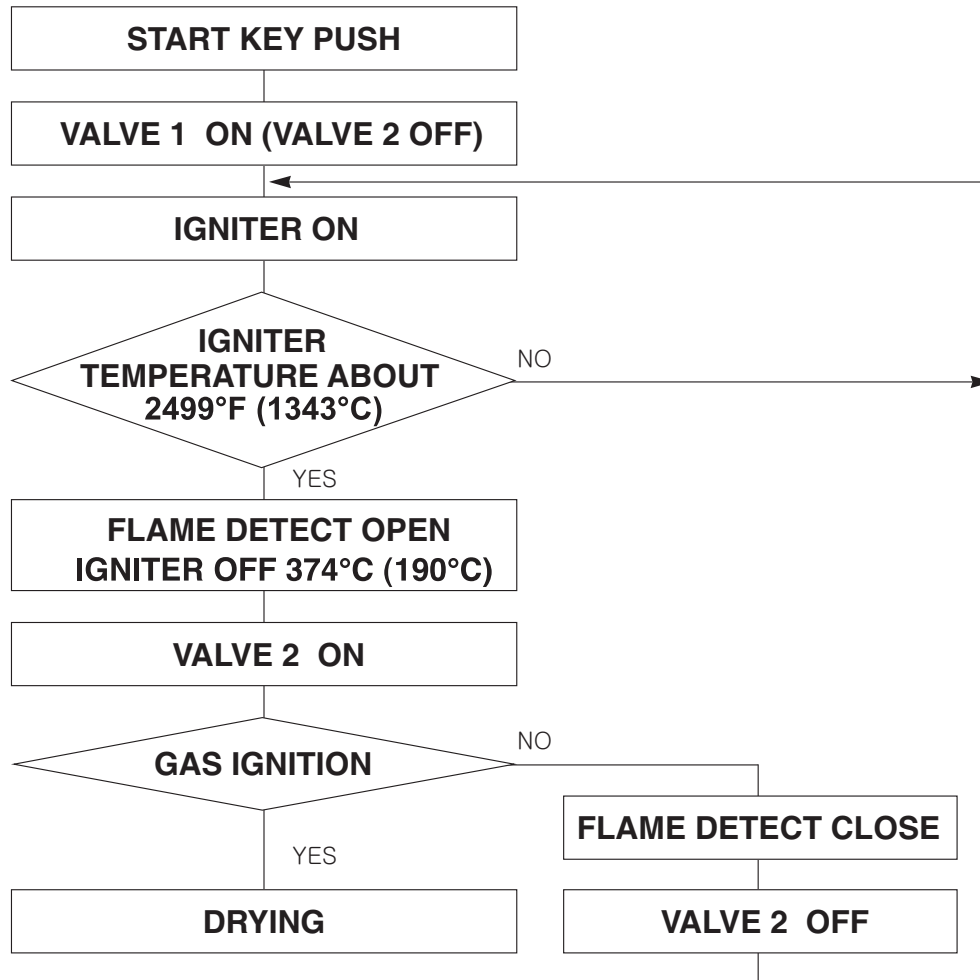 START KEY PUSH
VALVE 1 ON (VALVE 2 OFF)
IGNITER ON
IGNITER
TEMPERATURE ABOUT
2499°F (1343°C)
NO
YES
FLAME DETECT OPEN
IGNITER OFF 374°C (190°C)
VALVE 2 ON
GAS IGNITION
NO
FLAME DETECT CLOSE
YES
DRYING
VALVE 2 OFF